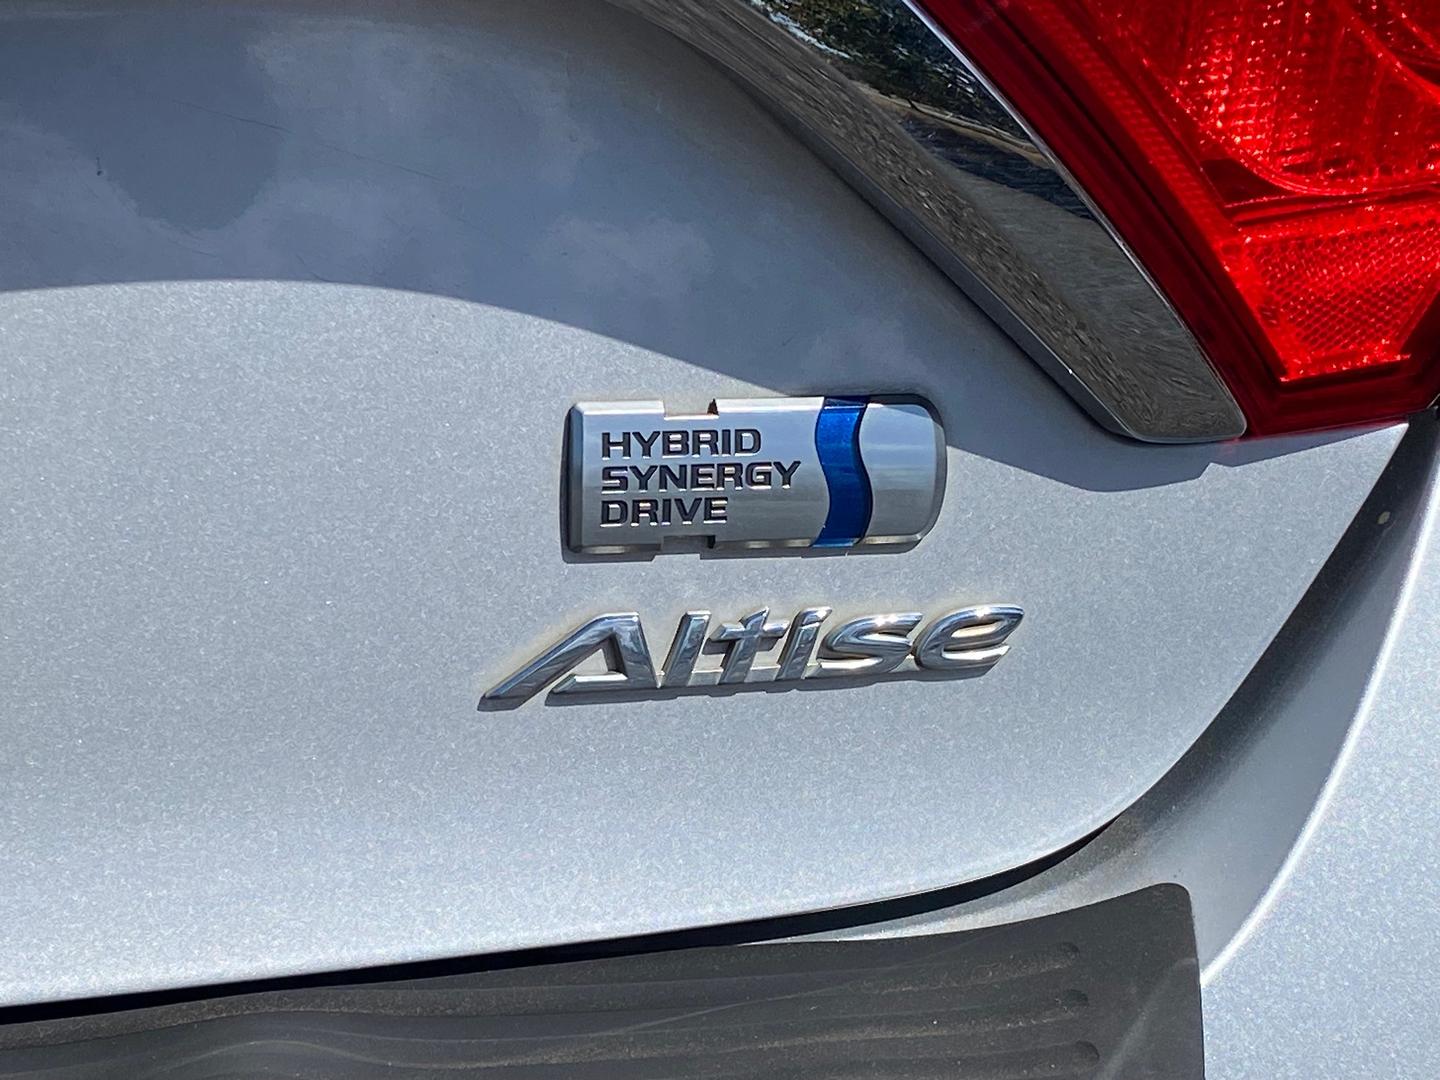 HYBRID
SYNERGY
DRIVE
Altise